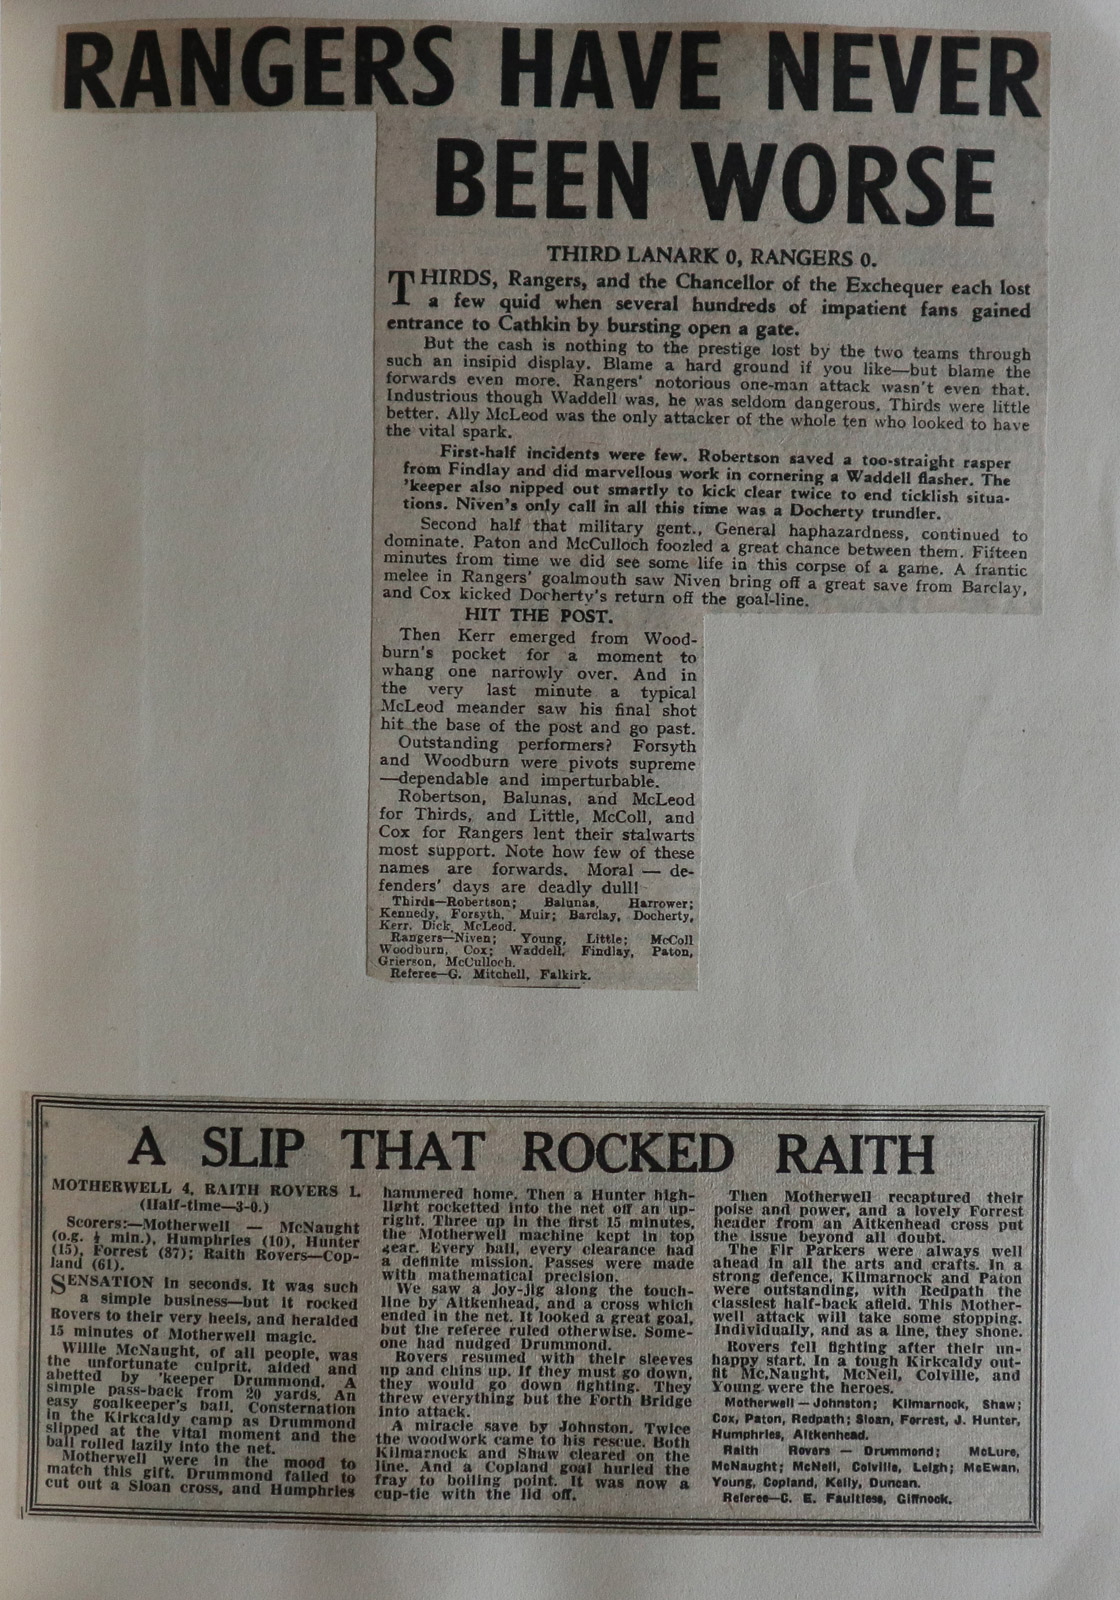 RANGERS HAVE NEVER
BEEN WORSE
THIRD LANARK 0, RANGERS 0.
THIRDS, Rangers, and the Chancellor of the Exchequer each lost
a few quid when several hundreds of impatient fans gained
entrance to Cathkin by bursting open a gate.
But the cash is nothing to the prestige lost by the two teams through
such an insipid display. Blame a hard ground if you like—but blame the
forwards even more. Rangers' notorious one-man attack wasn't even that.
Industrious though Waddell was, he was seldom dangerous. Thirds were little
better. Ally McLeod was the only attacker of the whole ten who looked to have
the vital spark.
First-half incidents were few. Robertson saved a too-straight rasper
from Findlay and did marvellous work in cornering a Waddell flasher. The
'keeper also nipped out smartly to kick clear twice to end ticklish situa-
tions. Niven's only call in all this time was a Docherty trundler.
Second half that military gent., General haphazardness, continued to
dominate. Paton and McCulloch foozled a great chance between them. Fifteen
minutes from time we did see some life in this corpse of a game. A frantic
melee in Rangers' goalmouth saw Niven bring off a great save from Barclay,
and Cox kicked Docherty's return off the goal-line.
HIT THE POST.
Then Kerr emerged from Wood-
burn's pocket for a moment to
whang one narrowly over. And in
the very last minute a typical
McLeod meander saw his final shot
hit the base of the post and go past.
Outstanding performers? Forsyth
and Woodburn were pivots supreme
—dependable and imperturbable.
Robertson, Balunas, and McLeod
for Thirds, and Little, McColl, and
Cox for Rangers lent their stalwarts
most support. Note how few of these
names are forwards. Moral — de-
fenders' days are deadly dull!
Thirds—Robertson; Balunas, Harrower;
Kennedy, Forsyth, Muir; Barclay, Docherty,
Kerr, Dick, McLeod.
Rangers—Niven; Young, Little; McColl
Woodburn, Cox; Waddell, Findlay, Paton,
Grierson, McCulloch.
Referee—G. Mitchell, Falkirk.
A SLIP THAT ROCKED RAITH
MOTHERWELL 4, RAITH ROVERS 1.
(Half-time—3-0.)
Scorers:—Motherwell — McNaught
(o.g. ½ min.), Humphries (10), Hunter
(15), Forrest (87); Raith Rovers—Cop-
land (61).
SENSATION in seconds. It was such
a simple business—but it rocked
Rovers to their very heels, and heralded
15 minutes of Motherwell magic.
Willie McNaught, of all people, was
the unfortunate culprit, aided and
abetted by 'keeper Drummond. A
simple pass-back from 20 yards. An
easy goalkeeper's ball. Consternation
in the Kirkcaldy camp as Drummond
slipped at the vital moment and the
ball rolled lazily into the net.
Motherwell were in the mood to
match this gift. Drummond failed to
cut out a Sloan cross, and Humphries
hammered home. Then a Hunter high-
light rocketted into the net off an up-
right. Three up in the first 15 minutes,
the Motherwell machine kept in top
gear. Every ball, every clearance had
a definite mission. Passes were made
with mathematical precision.
We saw a joy-jig along the touch-
line by Aitkenhead, and a cross which
ended in the net. It looked a great goal,
but the referee ruled otherwise. Some-
one had nudged Drummond.
Rovers resumed with their sleeves
up and chins up. If they must go down,
they would go down fighting. They
threw everything but the Forth Bridge
into attack.
A miracle save by Johnston. Twice
the woodwork came to his rescue. Both
Kilmarnock and Shaw cleared on the
line. And a Copland goal hurled the
fray to boiling point. It was now a
cup-tie with the lid off.
Then Motherwell recaptured their
poise and power, and a lovely Forrest
header from an Aitkenhead cross put
the issue beyond all doubt.
The Fir Parkers were always well
ahead in all the arts and crafts. In a
strong defence, Kilmarnock and Paton
were outstanding, with Redpath the
classiest half-back afield. This Mother-
well attack will take some stopping.
Individually, and as a line, they shone.
Rovers fell fighting after their un-
happy start. In a tough Kirkcaldy out-
fit McNaught, McNeil, Colville, and
Young were the heroes.
Motherwell—Johnston; Kilmarnock, Shaw;
Cox, Paton, Redpath; Sloan, Forrest, J. Hunter,
Humphries, Aitkenhead.
Raith Rovers — Drummond; McLure,
McNaught; McNeil, Colville, Leigh; McEwan,
Young, Copland, Kelly, Duncan.
Referee—C. E. Faultless, Giffnock.